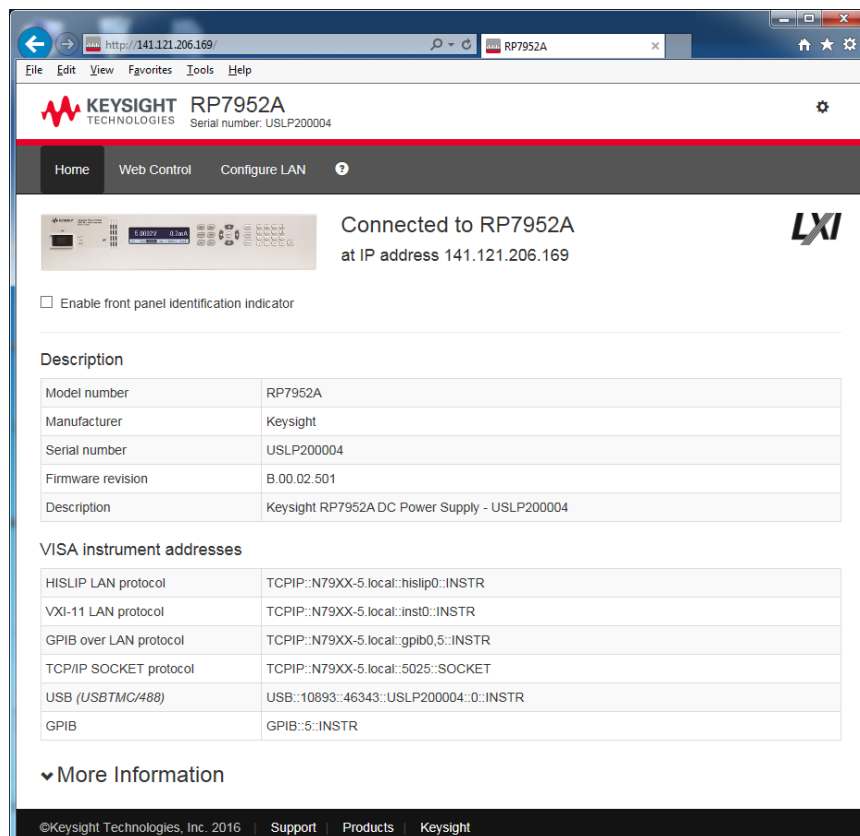 http://141.121.206.169/
RP7952A
File Edit View Favorites Tools Help
KEYSIGHT TECHNOLOGIES
RP7952A
Serial number: USLP200004
Home Web Control Configure LAN ?
5.0032V 0.2mA
Connected to RP7952A
at IP address 141.121.206.169
LXI
Enable front panel identification indicator
Description
Model number RP7952A
Manufacturer Keysight
Serial number USLP200004
Firmware revision B.00.02.501
Description Keysight RP7952A DC Power Supply - USLP200004
VISA instrument addresses
HISLIP LAN protocol TCPIP::N79XX-5.local::hislip0::INSTR
VXI-11 LAN protocol TCPIP::N79XX-5.local::inst0::INSTR
GPIB over LAN protocol TCPIP::N79XX-5.local::gpib0,5::INSTR
TCP/IP SOCKET protocol TCPIP::N79XX-5.local::5025::SOCKET
USB (USBTMC/488) USB::10893::46343::USLP200004::0::INSTR
GPIB GPIB::5::INSTR
More Information
©Keysight Technologies, Inc. 2016 | Support | Products | Keysight